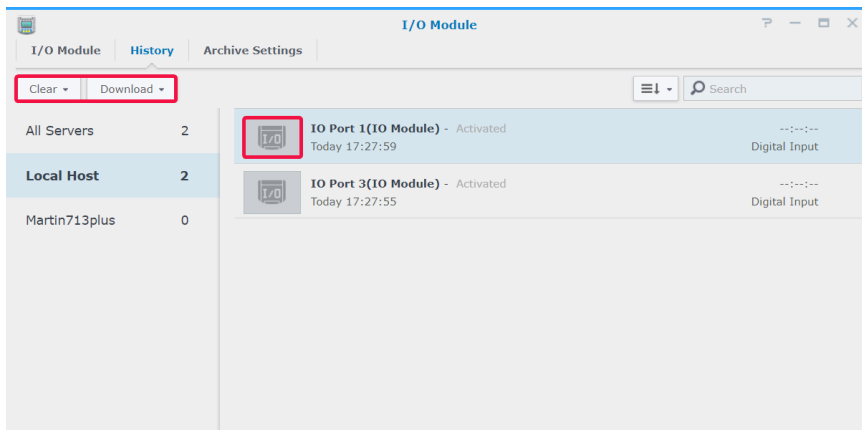 I/O Module
I/O Module History Archive Settings
Clear Download
Search
All Servers 2
Local Host 2
Martin713plus 0
I/O
IO Port 1(IO Module) - Activated --:--:--
Today 17:27:59 Digital Input
I/O
IO Port 3(IO Module) - Activated --:--:--
Today 17:27:55 Digital Input